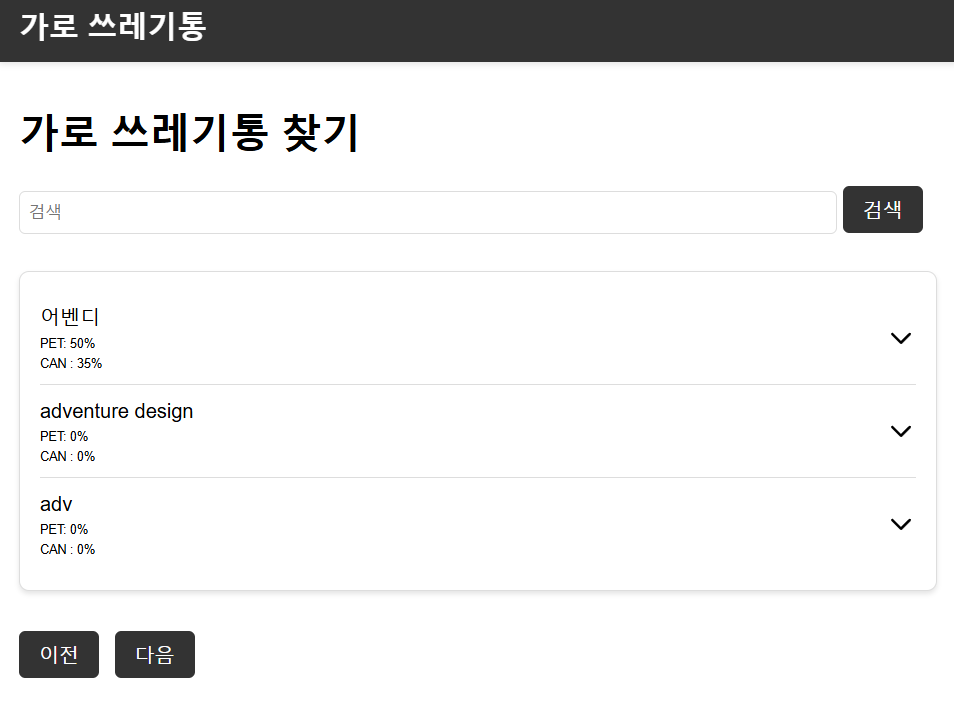 가로 쓰레기통
가로 쓰레기통 찾기
검색
검색
어벤디
PET: 50%
CAN : 35%
adventure design
PET: 0%
CAN : 0%
adv
PET: 0%
CAN : 0%
이전
다음